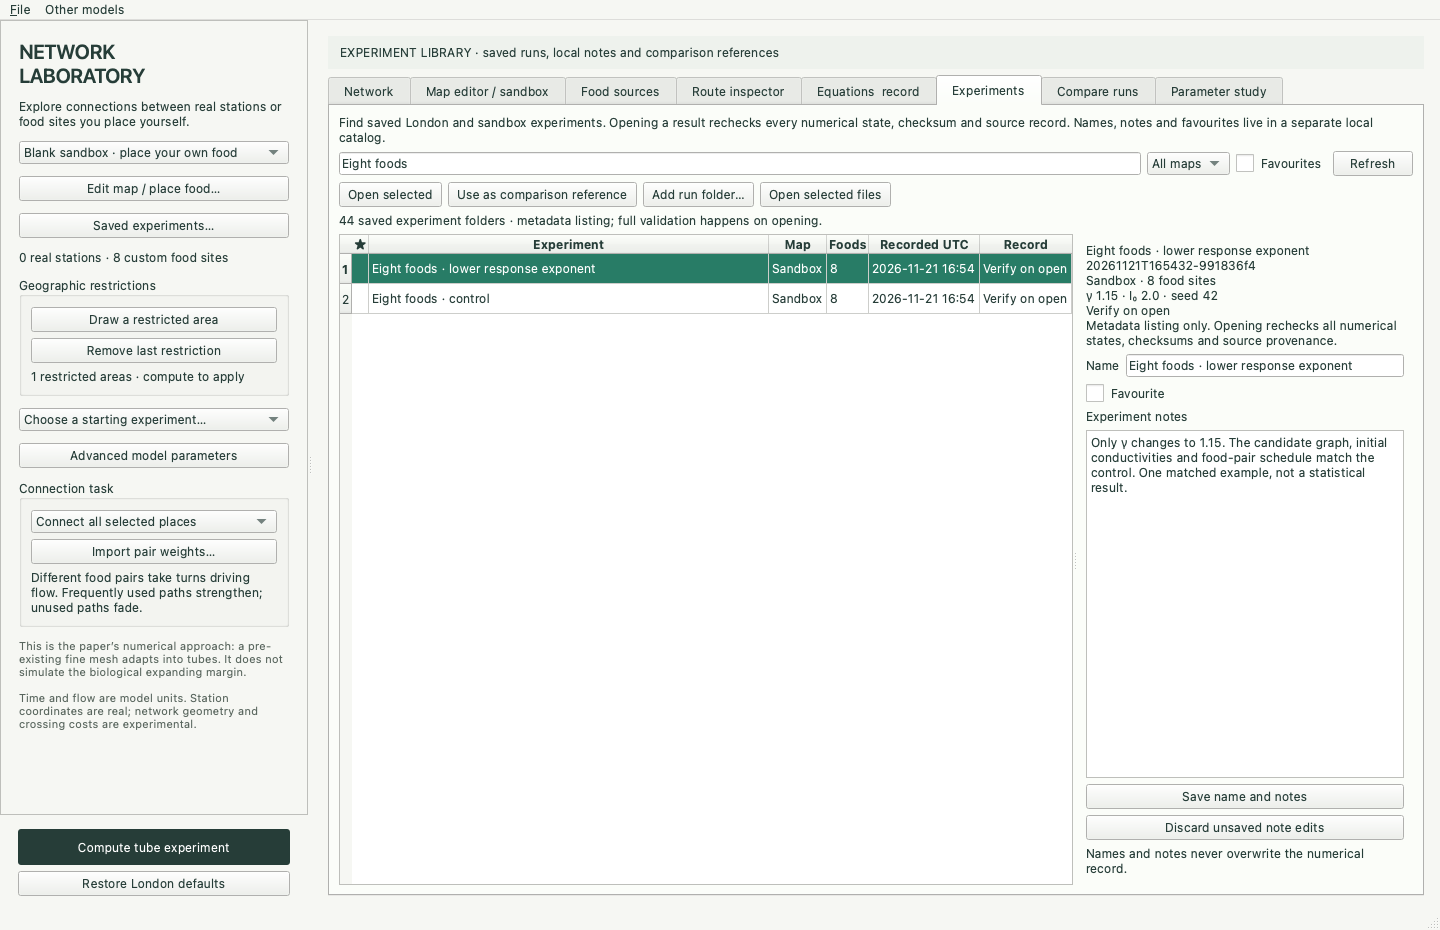 File Other models
NETWORK
LABORATORY
Explore connections between real stations or
food sites you place yourself.
Blank sandbox · place your own food
Edit map / place food...
Saved experiments...
0 real stations · 8 custom food sites
Geographic restrictions
Draw a restricted area
Remove last restriction
1 restricted areas · compute to apply
Choose a starting experiment...
Advanced model parameters
Connection task
Connect all selected places
Import pair weights...
Different food pairs take turns driving
flow. Frequently used paths strengthen;
unused paths fade.
This is the paper's numerical approach: a pre-
existing fine mesh adapts into tubes. It does not
simulate the biological expanding margin.
Time and flow are model units. Station
coordinates are real; network geometry and
crossing costs are experimental.
Compute tube experiment
Restore London defaults
EXPERIMENT LIBRARY · saved runs, local notes and comparison references
Network Map editor / sandbox Food sources Route inspector Equations record Experiments Compare runs Parameter study
Find saved London and sandbox experiments. Opening a result rechecks every numerical state, checksum and source record. Names, notes and favourites live in a separate local
catalog.
Eight foods All maps Favourites Refresh
Open selected Use as comparison reference Add run folder... Open selected files
44 saved experiment folders · metadata listing; full validation happens on opening.
★ Experiment Map Foods Recorded UTC Record
1 Eight foods · lower response exponent Sandbox 8 2026-11-21 16:54 Verify on open
2 Eight foods · control Sandbox 8 2026-11-21 16:54 Verify on open
Eight foods · lower response exponent
20261121T165432-991836f4
Sandbox · 8 food sites
γ 1.15 · I₀ 2.0 · seed 42
Verify on open
Metadata listing only. Opening rechecks all numerical
states, checksums and source provenance.
Name Eight foods · lower response exponent
Favourite
Experiment notes
Only γ changes to 1.15. The candidate graph, initial
conductivities and food-pair schedule match the
control. One matched example, not a statistical
result.
Save name and notes
Discard unsaved note edits
Names and notes never overwrite the numerical
record.